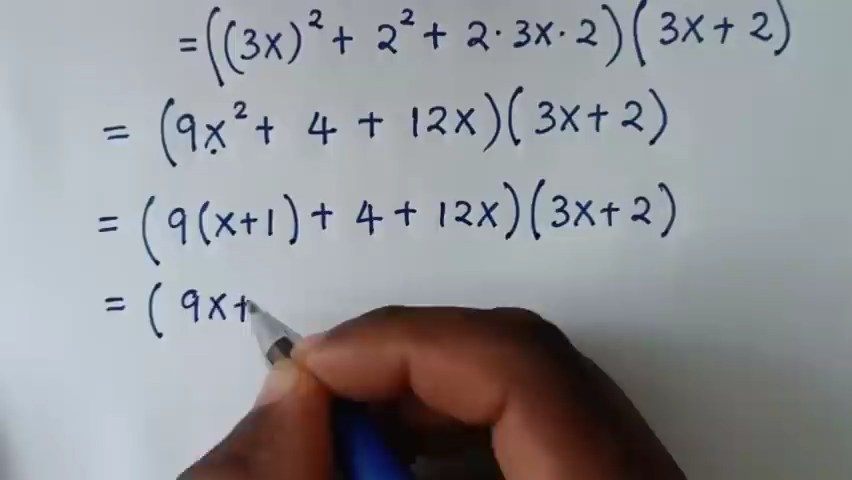 =((3x)² + 2² + 2·3x·2)(3x+2)
= (9x² + 4 + 12x)(3x+2)
= (9(x+1) + 4 + 12x)(3x+2)
= ( 9x+